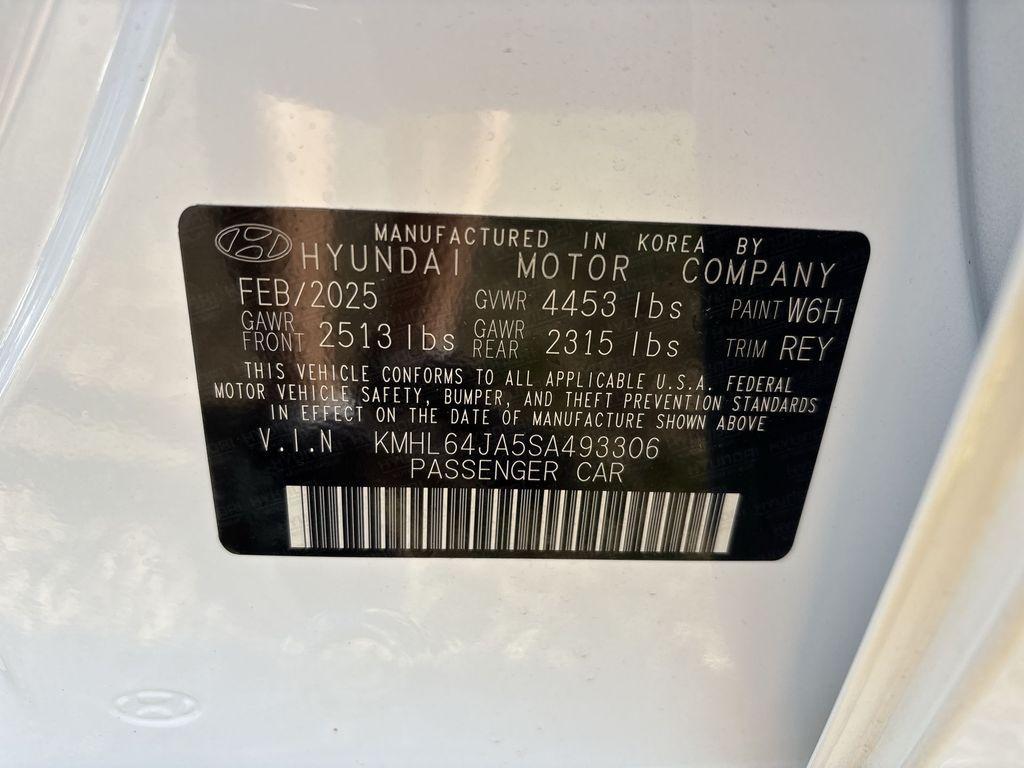 MANUFACTURED IN KOREA BY
HYUNDAI MOTOR COMPANY
FEB/2025 GVWR 4453 lbs PAINT W6H
GAWR FRONT 2513 lbs GAWR REAR 2315 lbs TRIM REY
THIS VEHICLE CONFORMS TO ALL APPLICABLE U.S.A. FEDERAL
MOTOR VEHICLE SAFETY, BUMPER, AND THEFT PREVENTION STANDARDS
IN EFFECT ON THE DATE OF MANUFACTURE SHOWN ABOVE
V.I.N KMHL64JA5SA493306
PASSENGER CAR